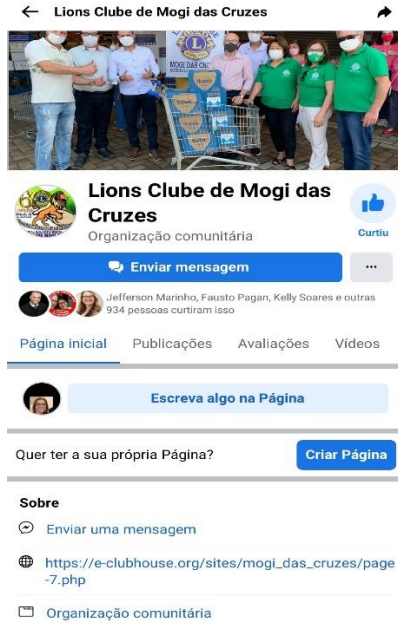 Lions Clube de Mogi das Cruzes
MOGI DAS CRUZES
Lions Clube de Mogi das
Cruzes
Organização comunitária
Curtiu
Enviar mensagem
Jefferson Marinho, Fausto Pagan, Kelly Soares e outras
934 pessoas curtiram isso
Página inicial Publicações Avaliações Vídeos
Escreva algo na Página
Quer ter a sua própria Página?
Criar Página
Sobre
Enviar uma mensagem
https://e-clubhouse.org/sites/mogi_das_cruzes/page
-7.php
Organização comunitária